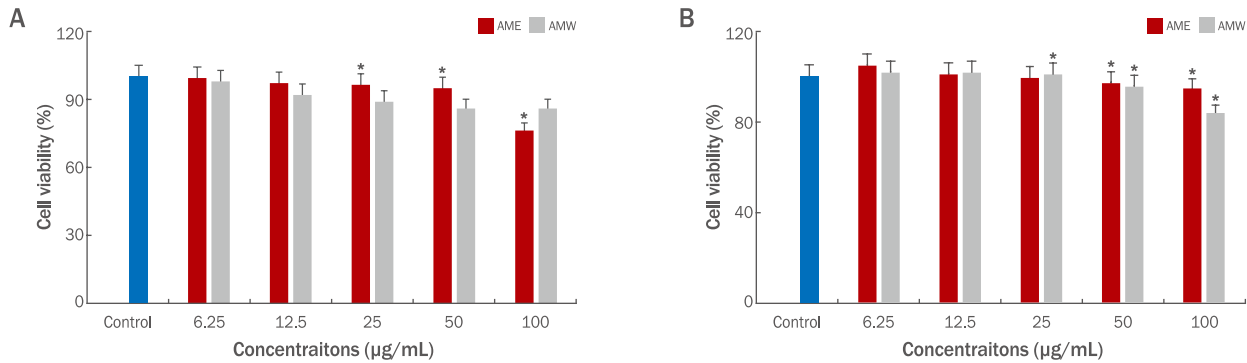 A
AME AMW
120
90
60
30
0
Cell viability (%)
* * *
Control 6.25 12.5 25 50 100
Concentraitons (µg/mL)
B
AME AMW
120
80
40
0
Cell viability (%)
* * * * *
Control 6.25 12.5 25 50 100
Concentraitons (µg/mL)